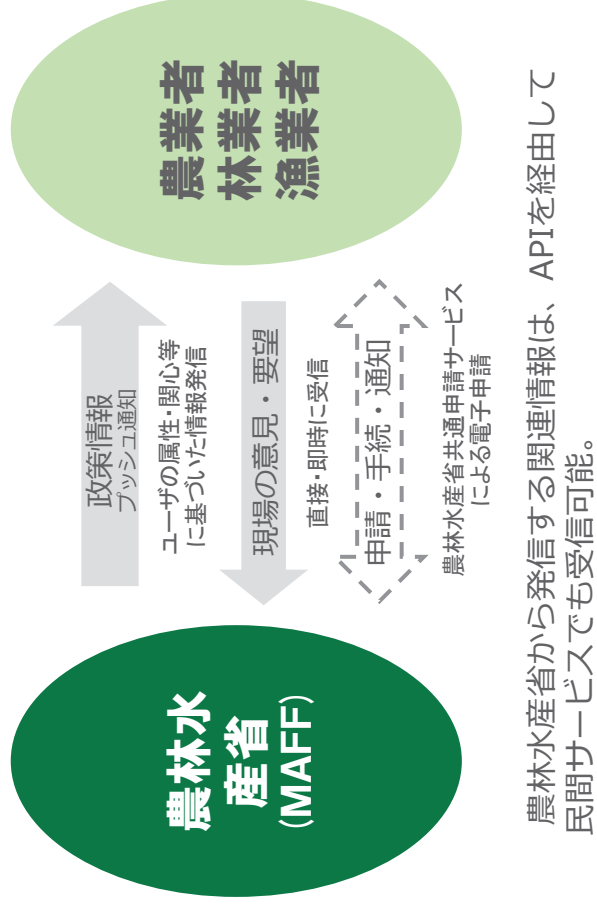 農林水
産省
(MAFF)
政策情報
プッシュ通知
ユーザの属性・関心等
に基づいた情報発信
現場の意見・要望
直接・即時に受信
申請・手続・通知
農林水産省共通申請サービス
による電子申請
農業者
林業者
漁業者
農林水産省から発信する関連情報は、APIを経由して
民間サービスでも受信可能。